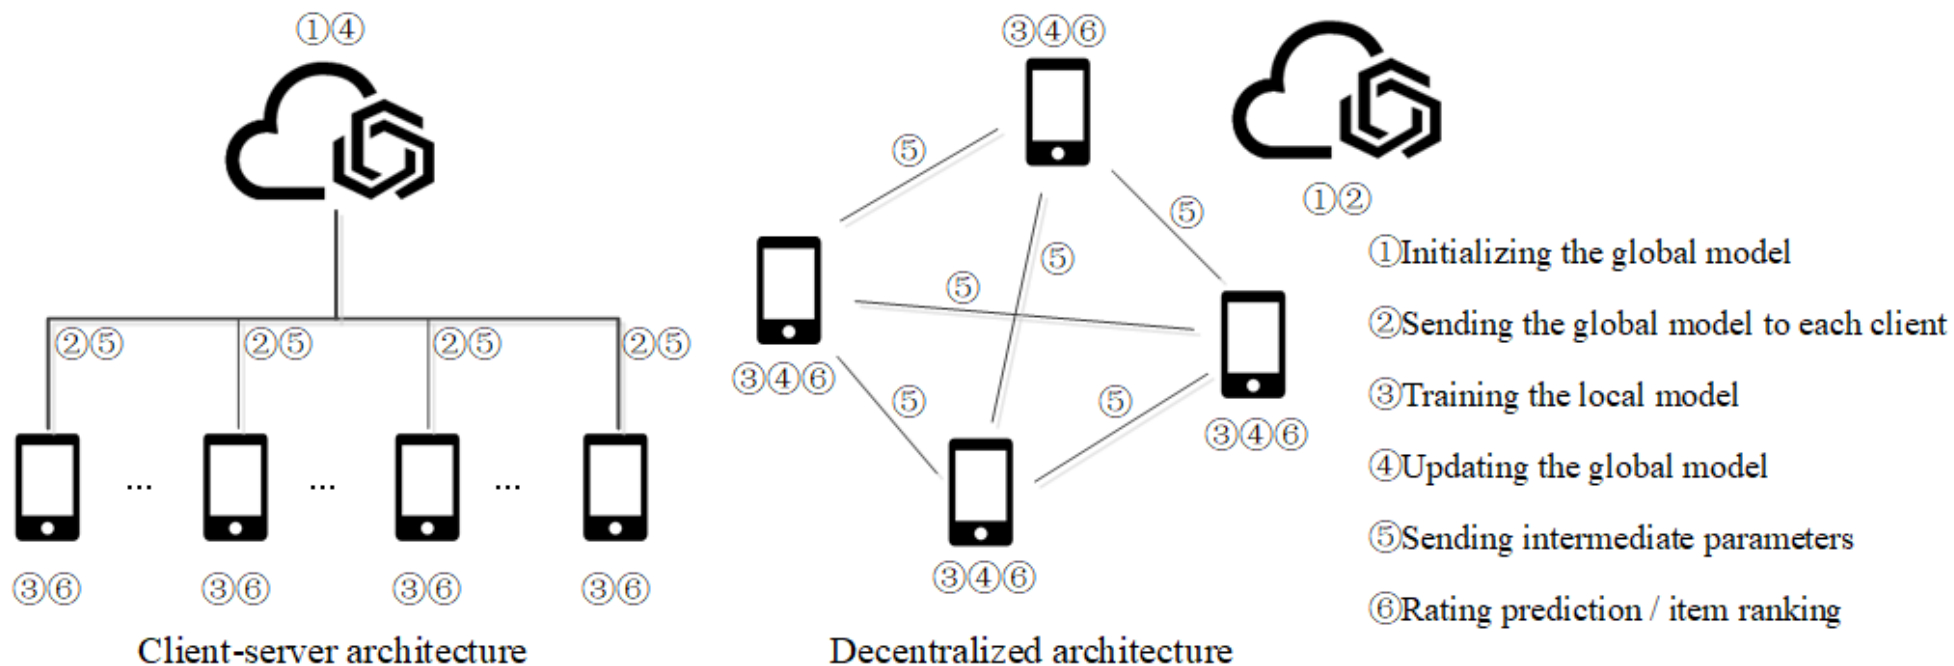 ①④
②⑤ ②⑤ ②⑤ ②⑤
... ... ...
③⑥ ③⑥ ③⑥ ③⑥
Client-server architecture
③④⑥
⑤
⑤
⑤
⑤
③④⑥
⑤
⑤
③④⑥
③④⑥
Decentralized architecture
①②
①Initializing the global model
②Sending the global model to each client
③Training the local model
④Updating the global model
⑤Sending intermediate parameters
⑥Rating prediction / item ranking